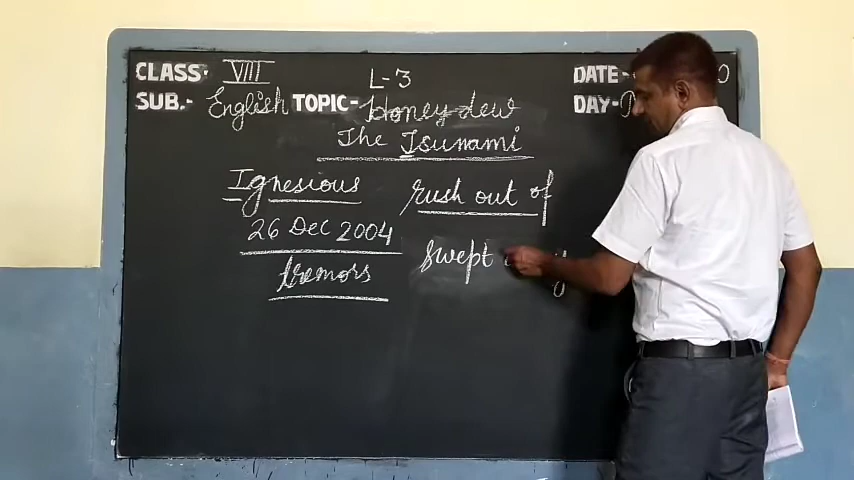 CLASS- VIII L-3 DATE-
SUB.- English TOPIC- Honey dew DAY-
The Tsunami
Ignesious rush out of
26 Dec 2004 swept
tremors